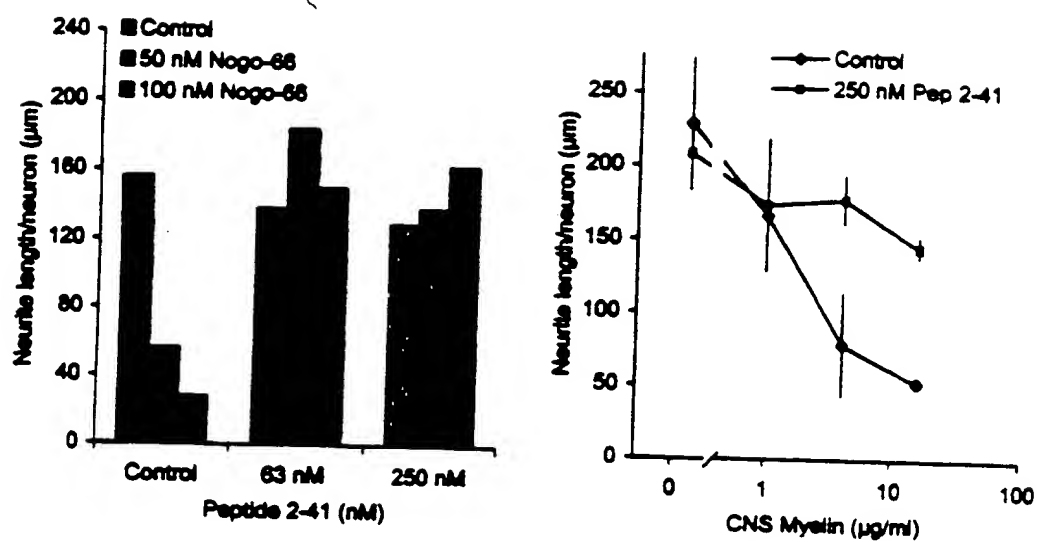 240
200
160
120
80
40
0
Neurite length/neuron (µm)
Control
50 nM Nogo-66
100 nM Nogo-66
Control 63 nM 250 nM
Peptide 2-41 (nM)
250
200
150
100
50
0
Neurite length/neuron (µm)
Control
250 nM Pep 2-41
0 1 10 100
CNS Myelin (µg/ml)